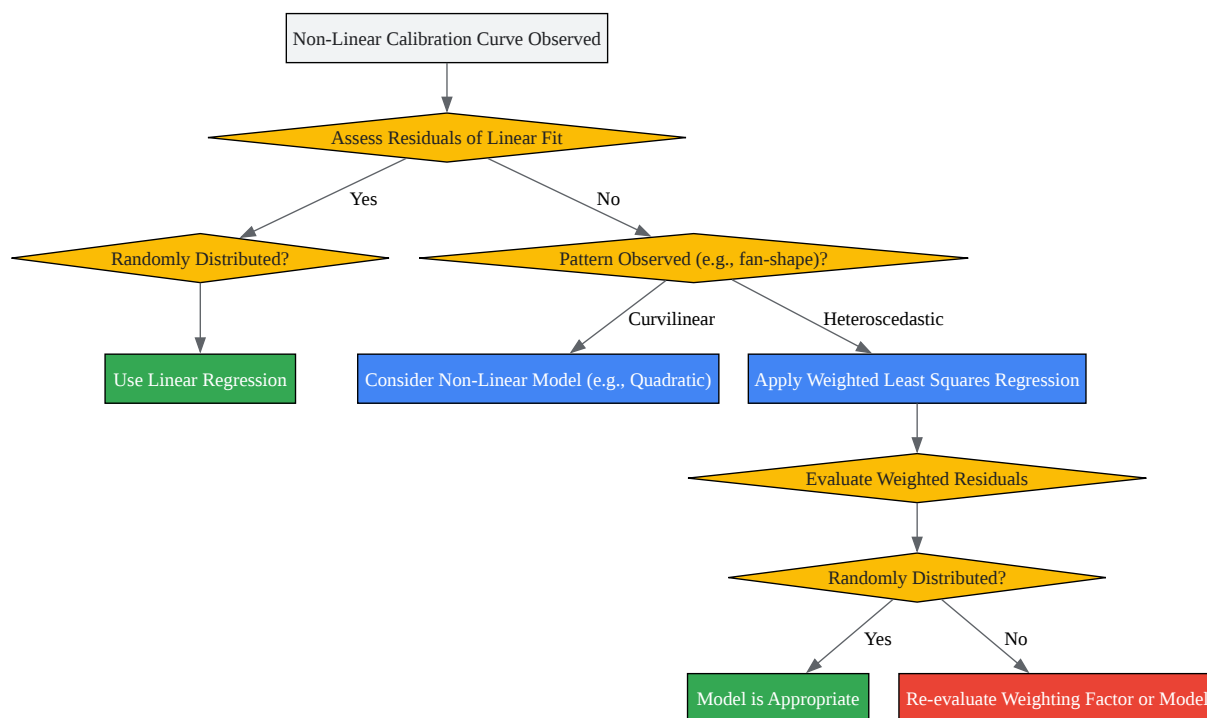 Non-Linear Calibration Curve Observed
Assess Residuals of Linear Fit
Yes
No
Randomly Distributed?
Pattern Observed (e.g., fan-shape)?
Curvilinear
Heteroscedastic
Use Linear Regression
Consider Non-Linear Model (e.g., Quadratic)
Apply Weighted Least Squares Regression
Evaluate Weighted Residuals
Randomly Distributed?
Yes
No
Model is Appropriate
Re-evaluate Weighting Factor or Model